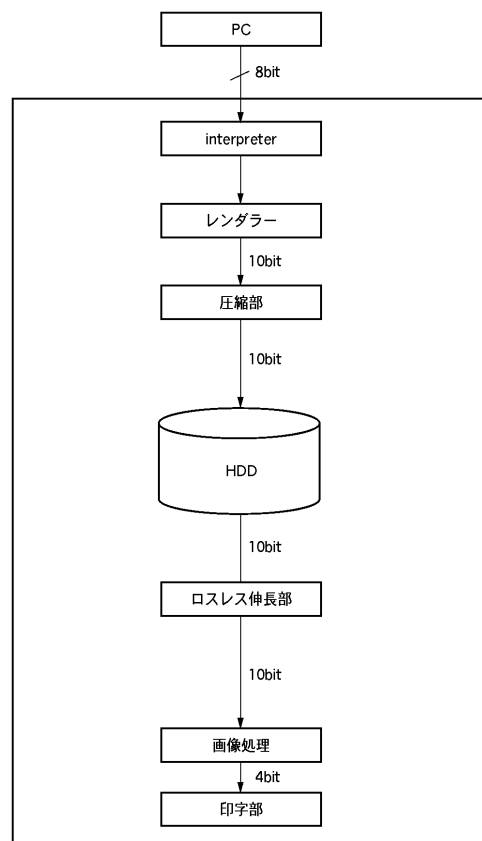 PC
8bit
interpreter
レンダラー
10bit
圧縮部
10bit
HDD
10bit
ロスレス伸長部
10bit
画像処理
4bit
印字部